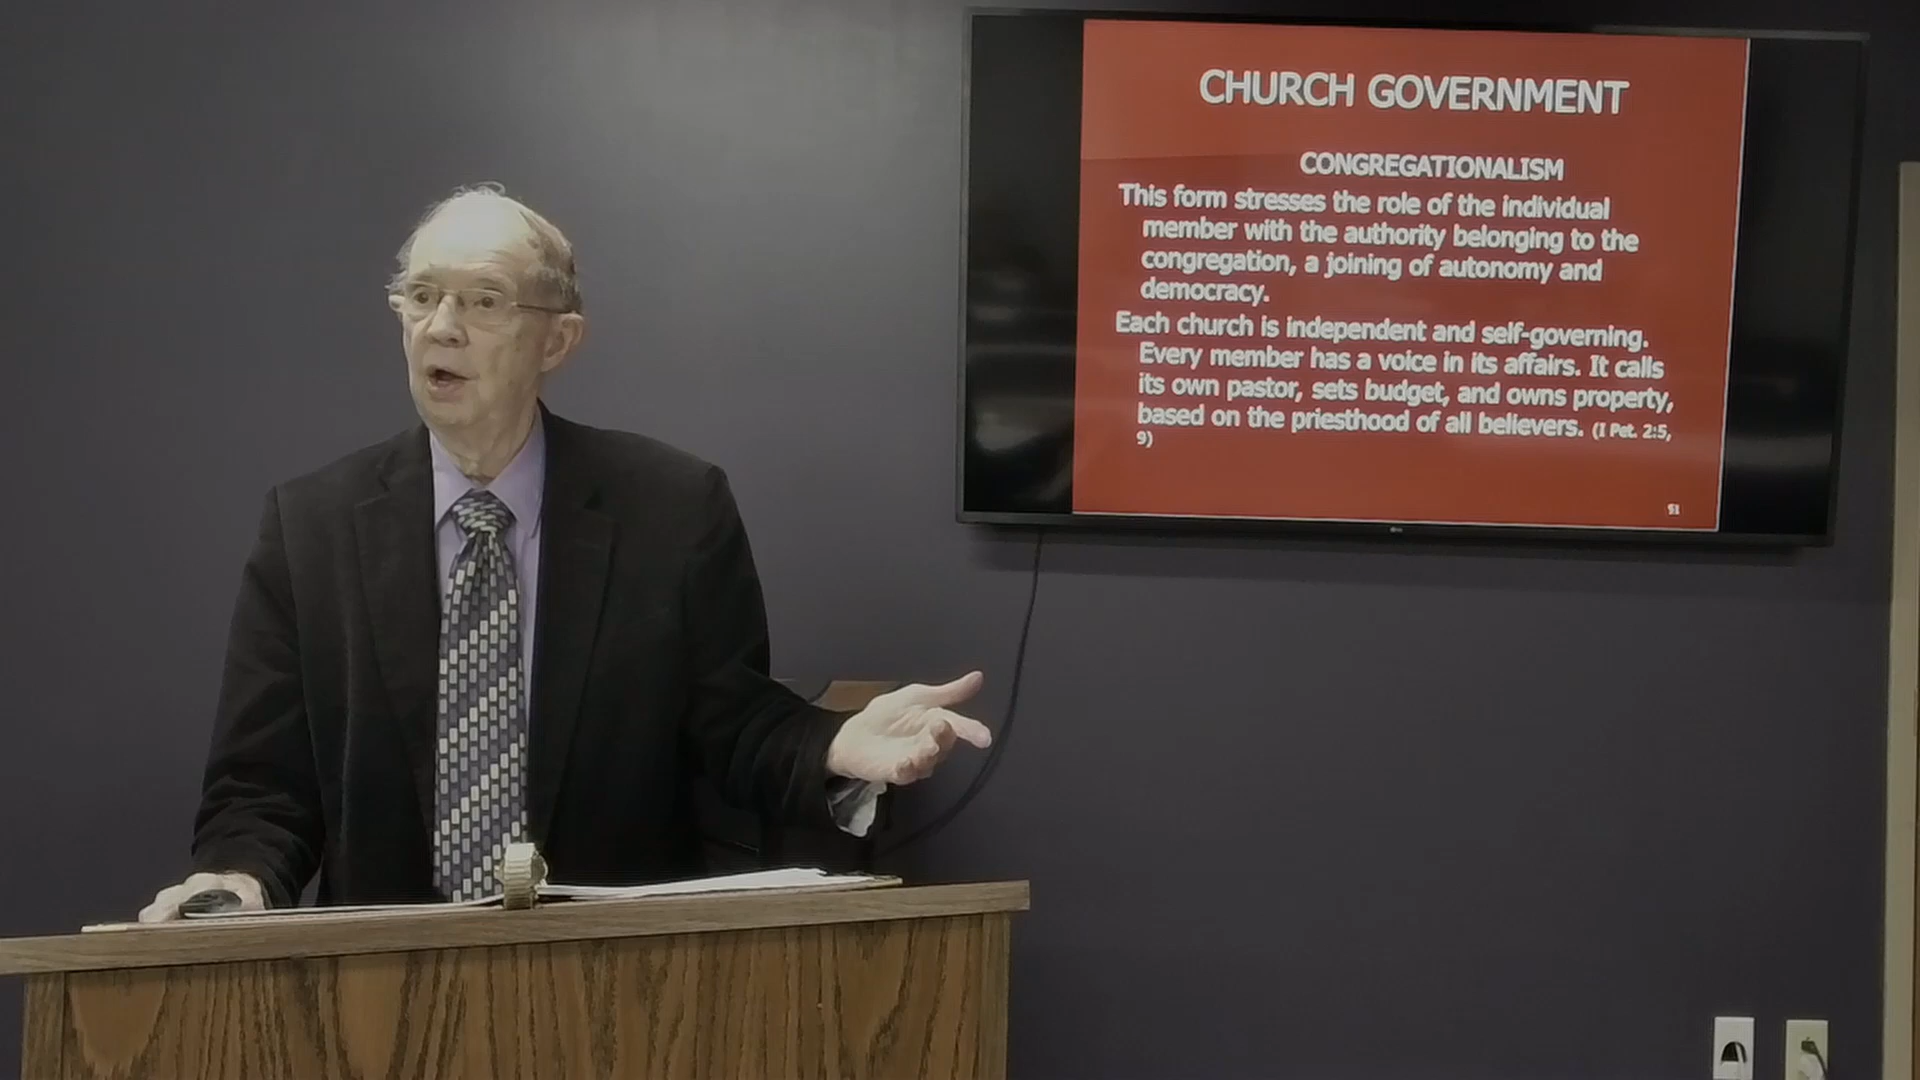 CHURCH GOVERNMENT
CONGREGATIONALISM
This form stresses the role of the individual
member with the authority belonging to the
congregation, a joining of autonomy and
democracy.
Each church is independent and self-governing.
Every member has a voice in its affairs. It calls
its own pastor, sets budget, and owns property,
based on the priesthood of all believers. (I Pet. 2:5,
9)